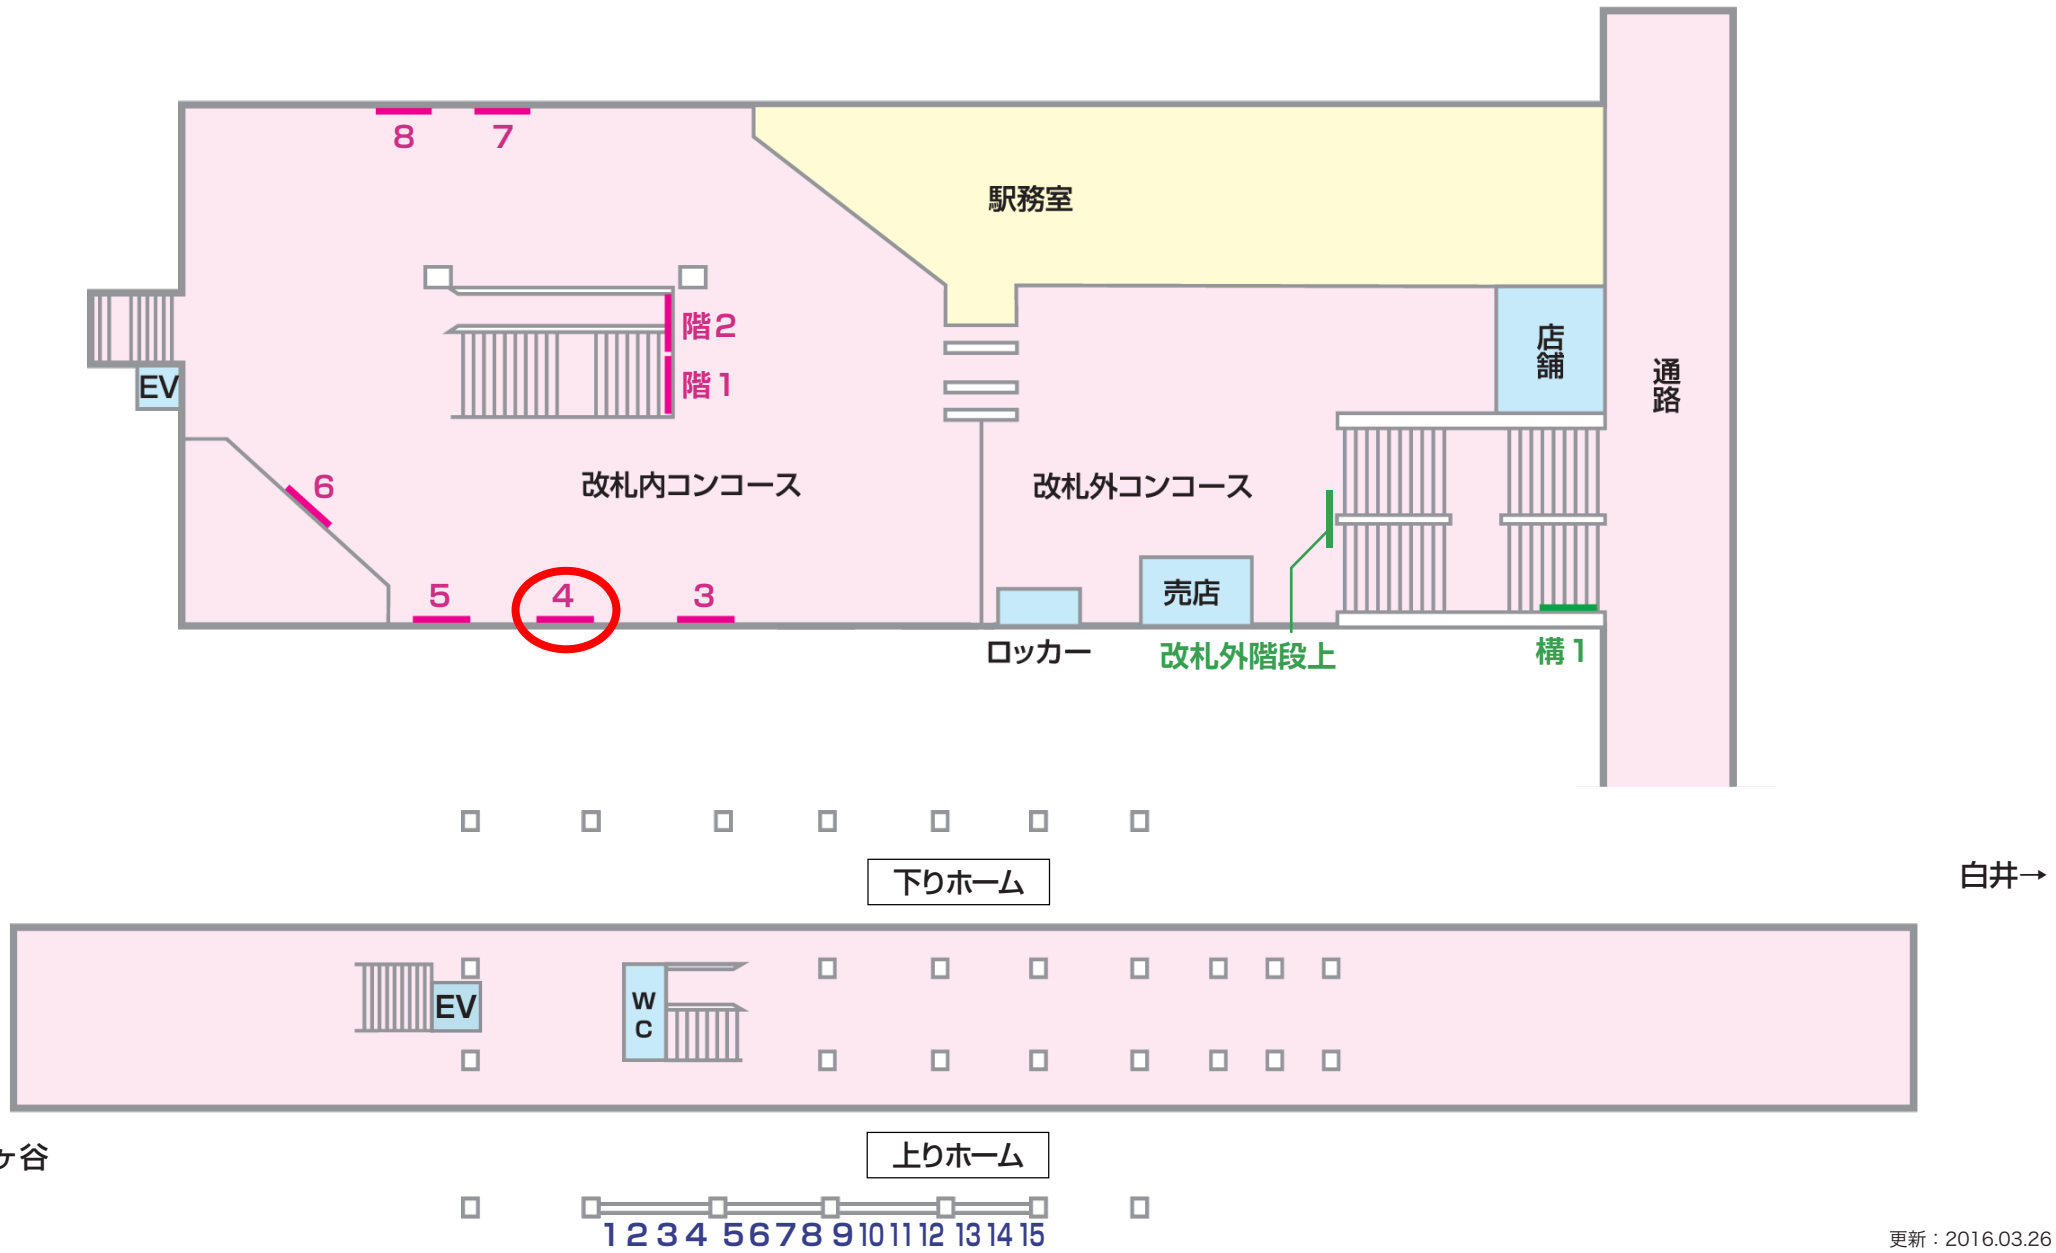 8
7
駅務室
階2
階1
EV
店舗
通路
6
改札内コンコース
改札外コンコース
5
4
3
売店
ロッカー
改札外階段上
構1
下りホーム
白井→
EV
WC
ヶ谷
上りホーム
1 2 3 4 5 6 7 8 9 10 11 12 13 14 15
更新：2016.03.26